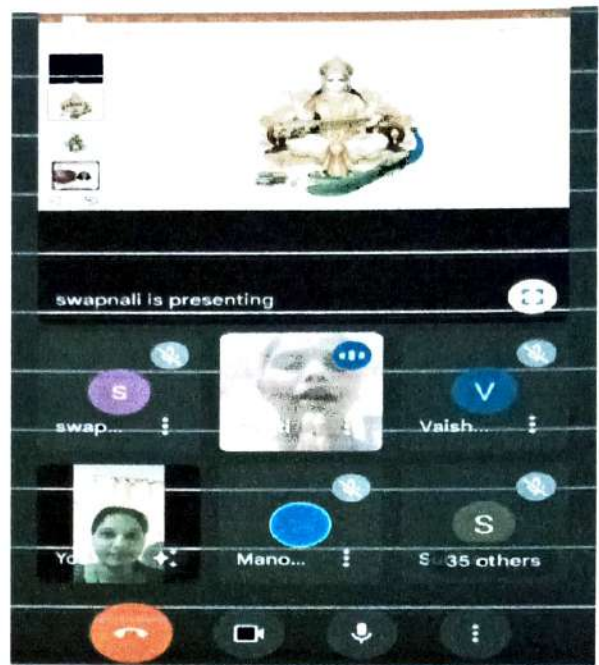 swapnali is presenting
S
V
swap...
Vaish...
S
Mano...
35 others